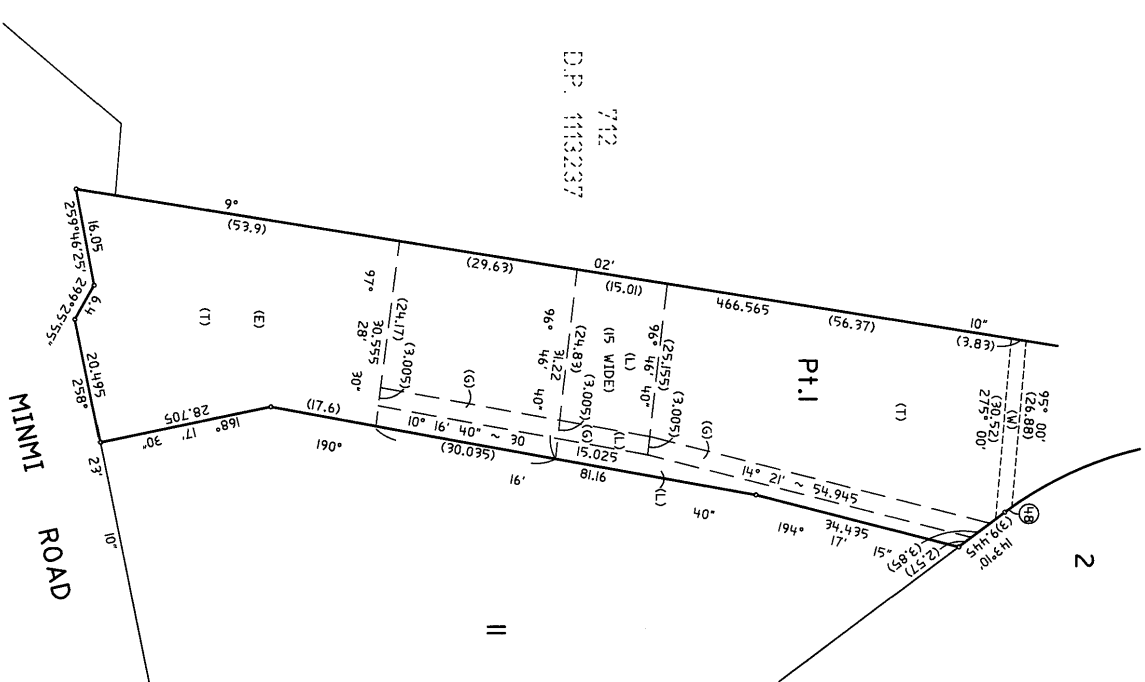 712
D.P. 1113237
6°
(53.9)
(29.63)
02'
(15.01)
466.565
(56.37)
10"
(3.83)
Pt.1
(T)
95° 00'
(26.88)
(W)
(30.52)
275° 00'
48
(3)9.445
143°10'
2
(2.57)
(3.85)
15"
17'
34.435
194°
14° 21' ~ 54.945
(G)
(25.155)
(3.005)
96° 46' 40"
(L)
(15 WIDE)
(24.83)
(3.005)
31.22
96° 46' 40"
(G)
(L)
15.025
(L)
81.16
40"
16'
(G)
(24.17)
(3.005)
30.555
97° 28' 30"
10° 16' 40" ~ 30
(30.035)
(17.6)
190°
(E)
(T)
16.05
259°46'25"
6.4
299°25'55"
20.495
258°
28.705
168° 17' 30"
23'
10"
MINMI ROAD
11